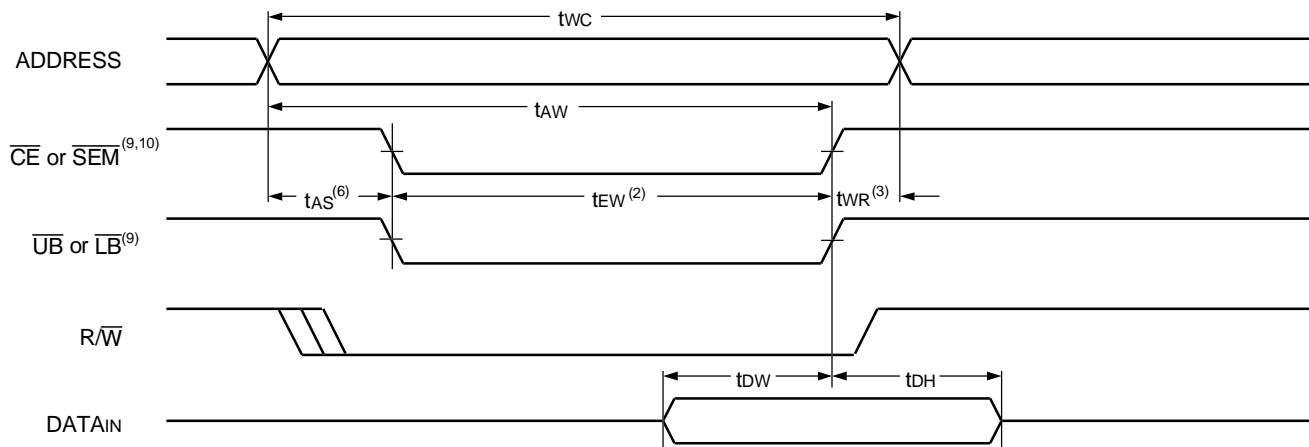 tWC
ADDRESS
tAW
CE or SEM(9,10)
tAS(6)
tEW(2)
tWR(3)
UB or LB(9)
R/W
tDW
tDH
DATAIN